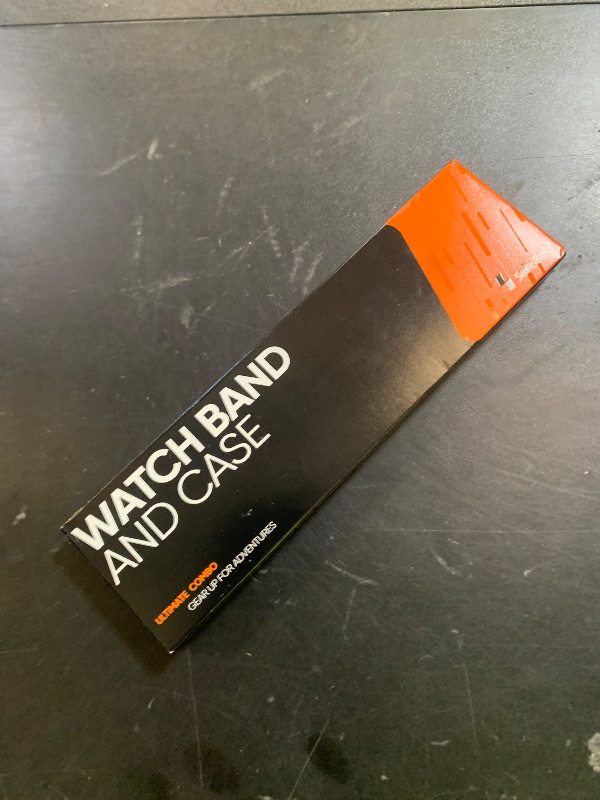 WATCH BAND
AND CASE
ULTIMATE COMBO
GEAR UP FOR ADVENTURES